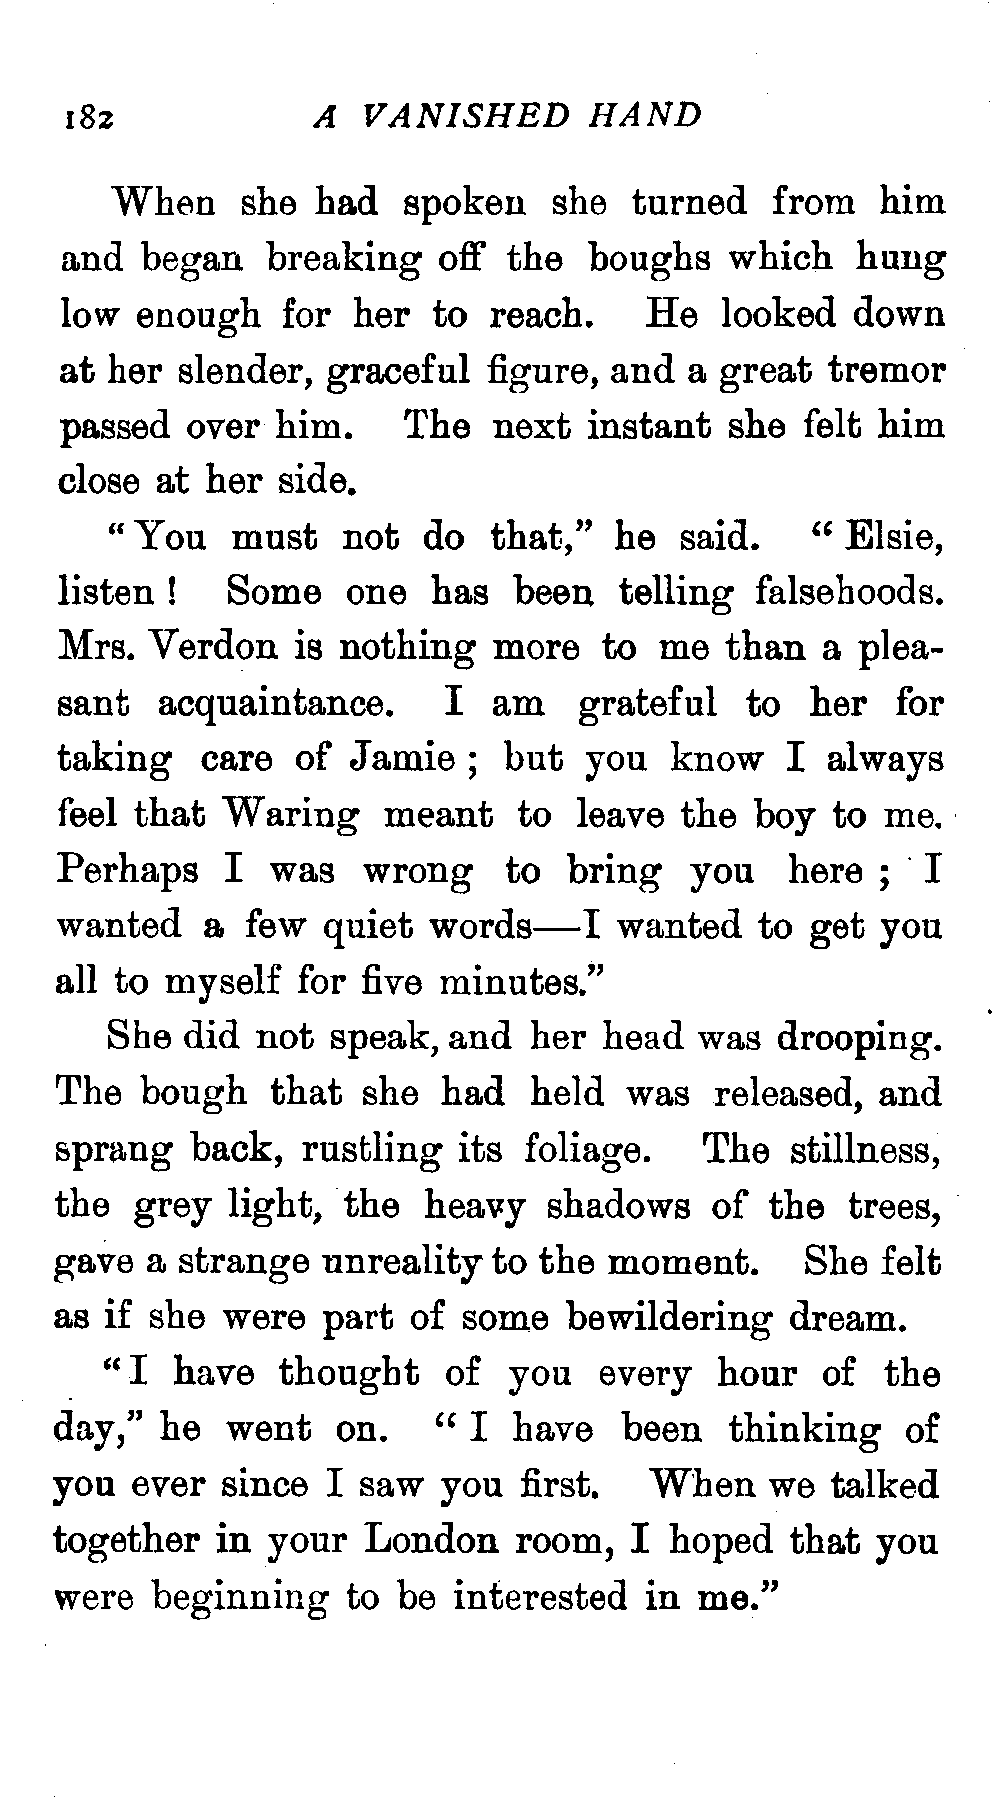 182 A VANISHED HAND
When she had spoken she turned from him
and began breaking off the boughs which hung
low enough for her to reach. He looked down
at her slender, graceful figure, and a great tremor
passed over him. The next instant she felt him
close at her side.
“You must not do that,” he said. “Elsie,
listen ! Some one has been telling falsehoods.
Mrs. Verdon is nothing more to me than a plea-
sant acquaintance. I am grateful to her for
taking care of Jamie ; but you know I always
feel that Waring meant to leave the boy to me.
Perhaps I was wrong to bring you here ; I
wanted a few quiet words—I wanted to get you
all to myself for five minutes.”
She did not speak, and her head was drooping.
The bough that she had held was released, and
sprang back, rustling its foliage. The stillness,
the grey light, the heavy shadows of the trees,
gave a strange unreality to the moment. She felt
as if she were part of some bewildering dream.
“I have thought of you every hour of the
day,” he went on. “I have been thinking of
you ever since I saw you first. When we talked
together in your London room, I hoped that you
were beginning to be interested in me.”